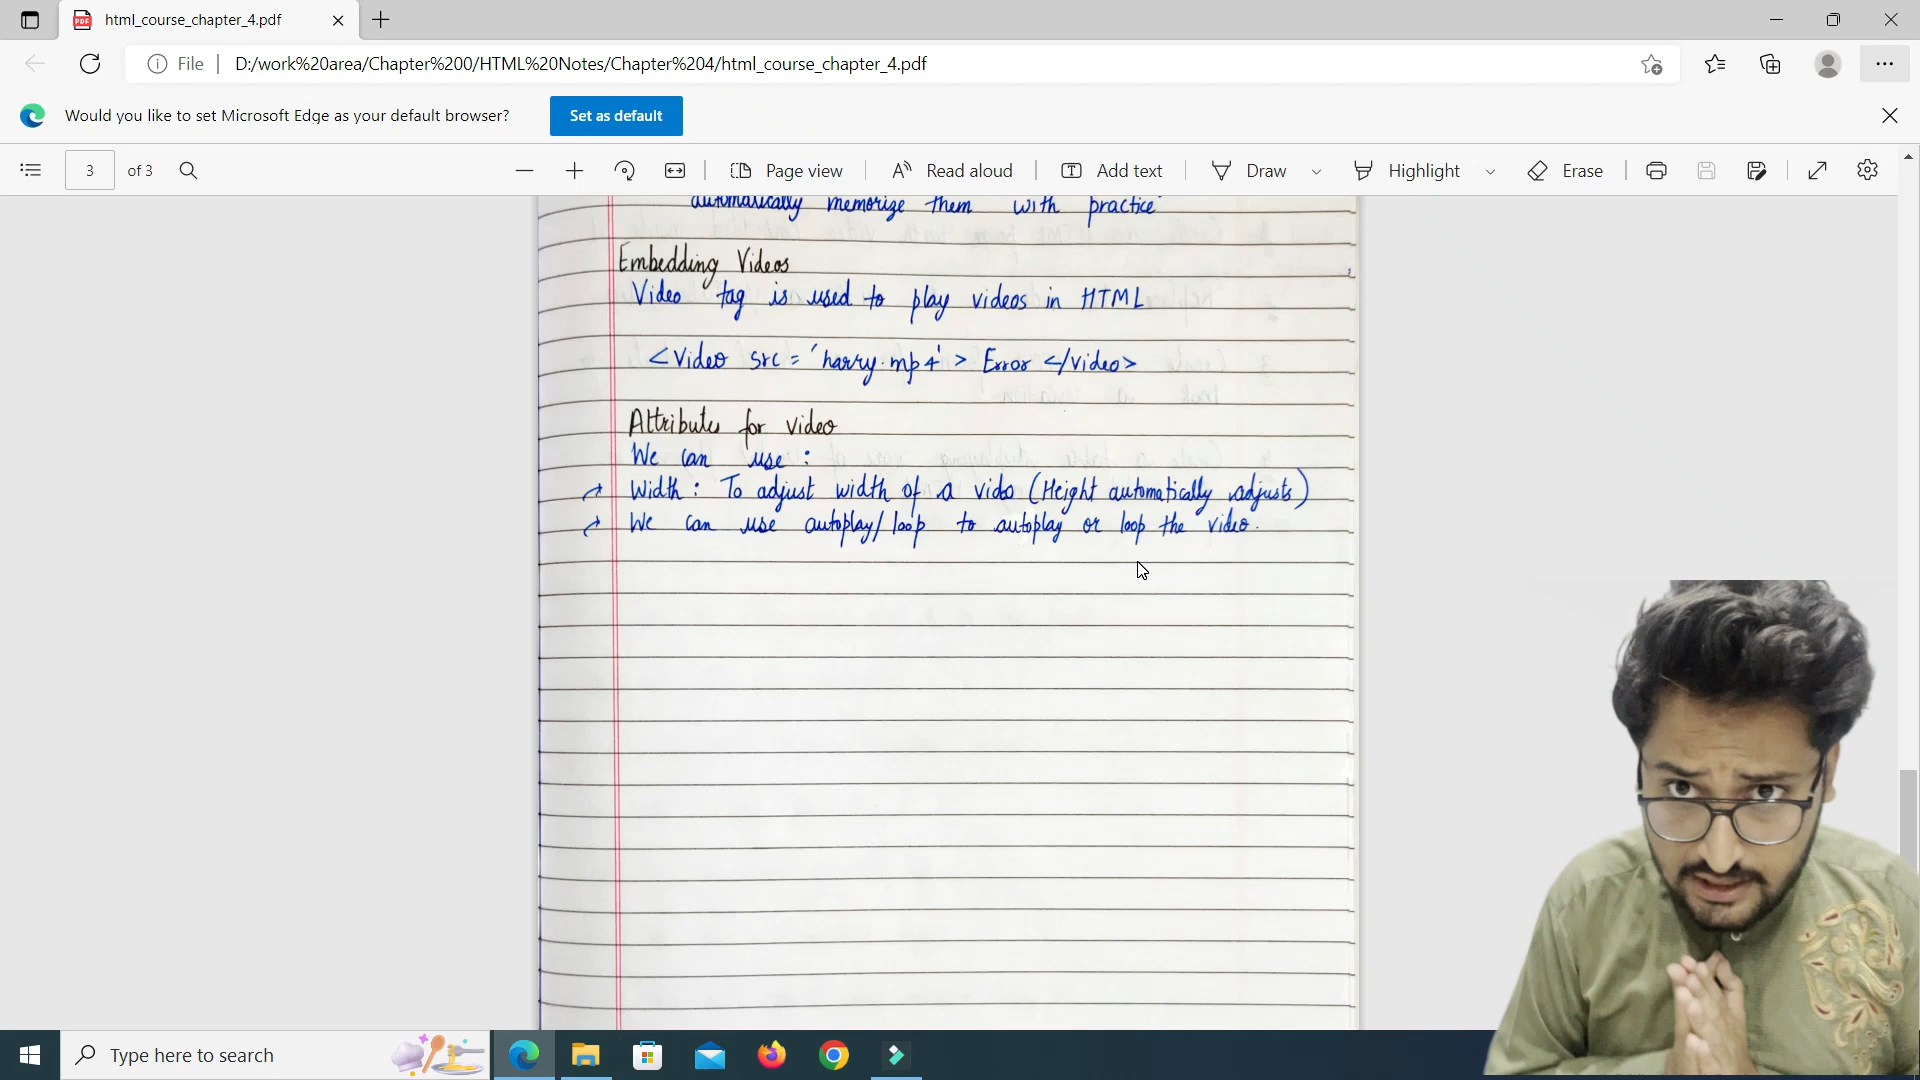 html_course_chapter_4.pdf
File
D:/work%20area/Chapter%200/HTML%20Notes/Chapter%204/html_course_chapter_4.pdf
Would you like to set Microsoft Edge as your default browser?
Set as default
3 of 3
Page view
Read aloud
Add text
Draw
Highlight
Erase
automatically memorize them with practice
Embedding Videos
Video tag is used to play videos in HTML
<Video src = 'harry.mp4' > Error </video>
Attributes for video
We can use :
Width : To adjust width of a vido (Height automatically adjusts)
We can use autoplay/loop to autoplay or loop the video.
Type here to search